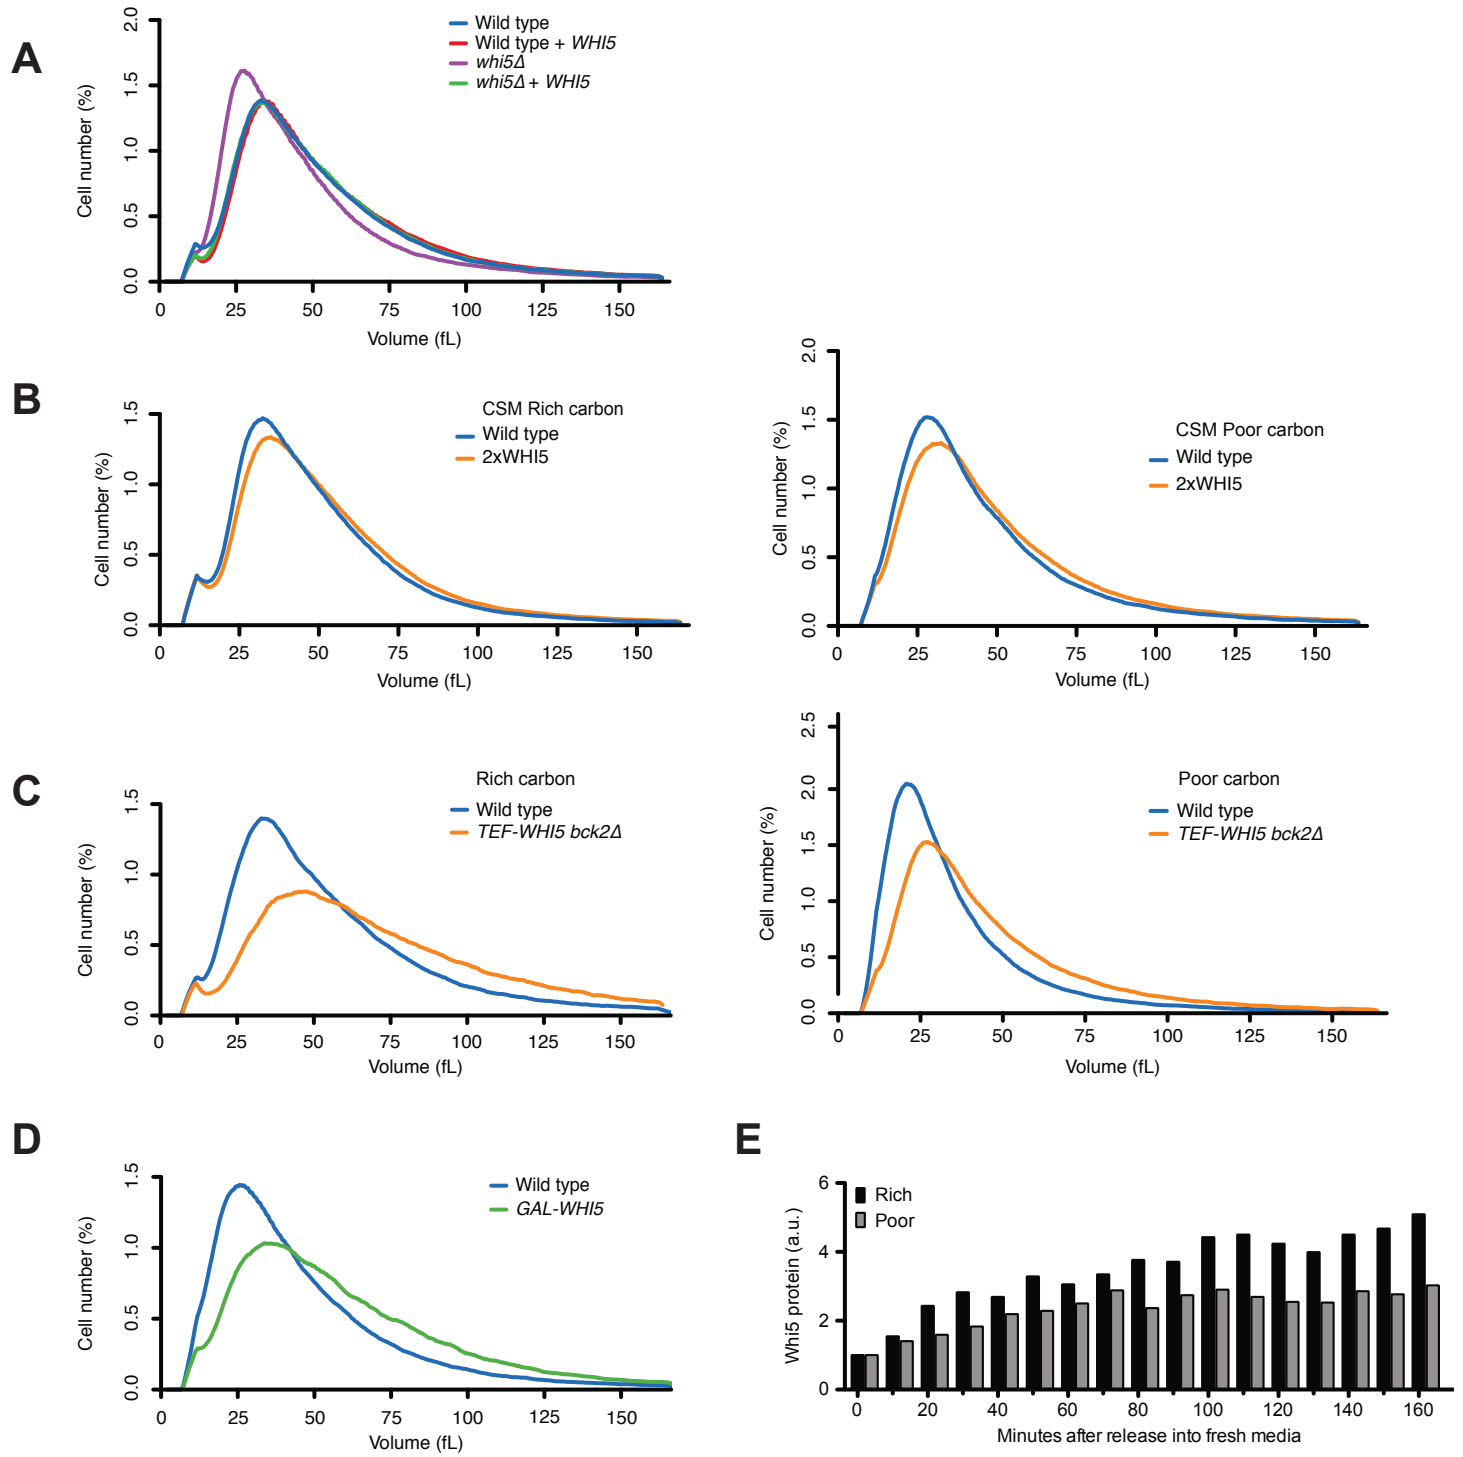 A
2.0
1.5
1.0
0.5
0.0
Cell number (%)
Wild type
Wild type + WHI5
whi5Δ
whi5Δ + WHI5
0 25 50 75 100 125 150
Volume (fL)
B
1.5
1.0
0.5
0.0
Cell number (%)
CSM Rich carbon
Wild type
2xWHI5
0 25 50 75 100 125 150
Volume (fL)
2.0
1.5
1.0
0.5
0.0
Cell number (%)
CSM Poor carbon
Wild type
2xWHI5
0 25 50 75 100 125 150
Volume (fL)
C
1.5
1.0
0.5
0.0
Cell number (%)
Rich carbon
Wild type
TEF-WHI5 bck2Δ
0 25 50 75 100 125 150
Volume (fL)
2.5
2.0
1.5
1.0
0.5
0.0
Cell number (%)
Poor carbon
Wild type
TEF-WHI5 bck2Δ
0 25 50 75 100 125 150
Volume (fL)
D
1.5
1.0
0.5
0.0
Cell number (%)
Wild type
GAL-WHI5
0 25 50 75 100 125 150
Volume (fL)
E
6
4
2
0
Whi5 protein (a.u.)
Rich
Poor
0 20 40 60 80 100 120 140 160
Minutes after release into fresh media